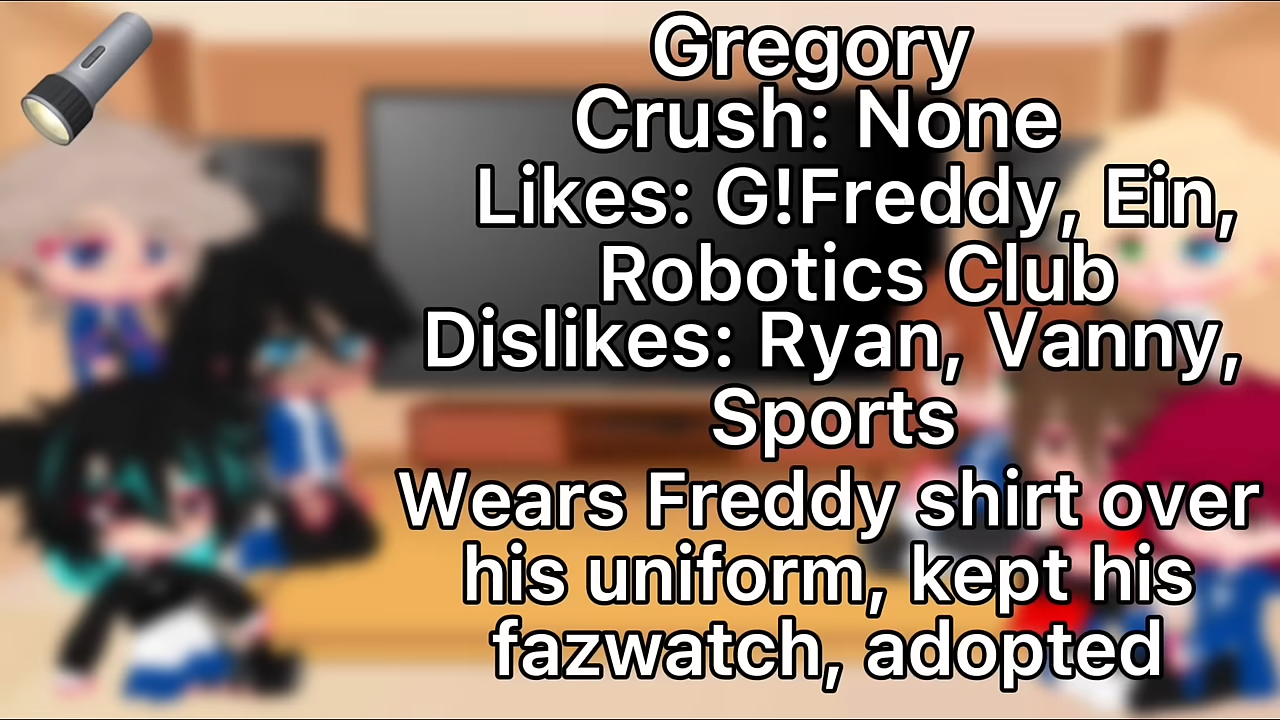 Gregory
Crush: None
Likes: G!Freddy, Ein,
Robotics Club
Dislikes: Ryan, Vanny,
Sports
Wears Freddy shirt over
his uniform, kept his
fazwatch, adopted